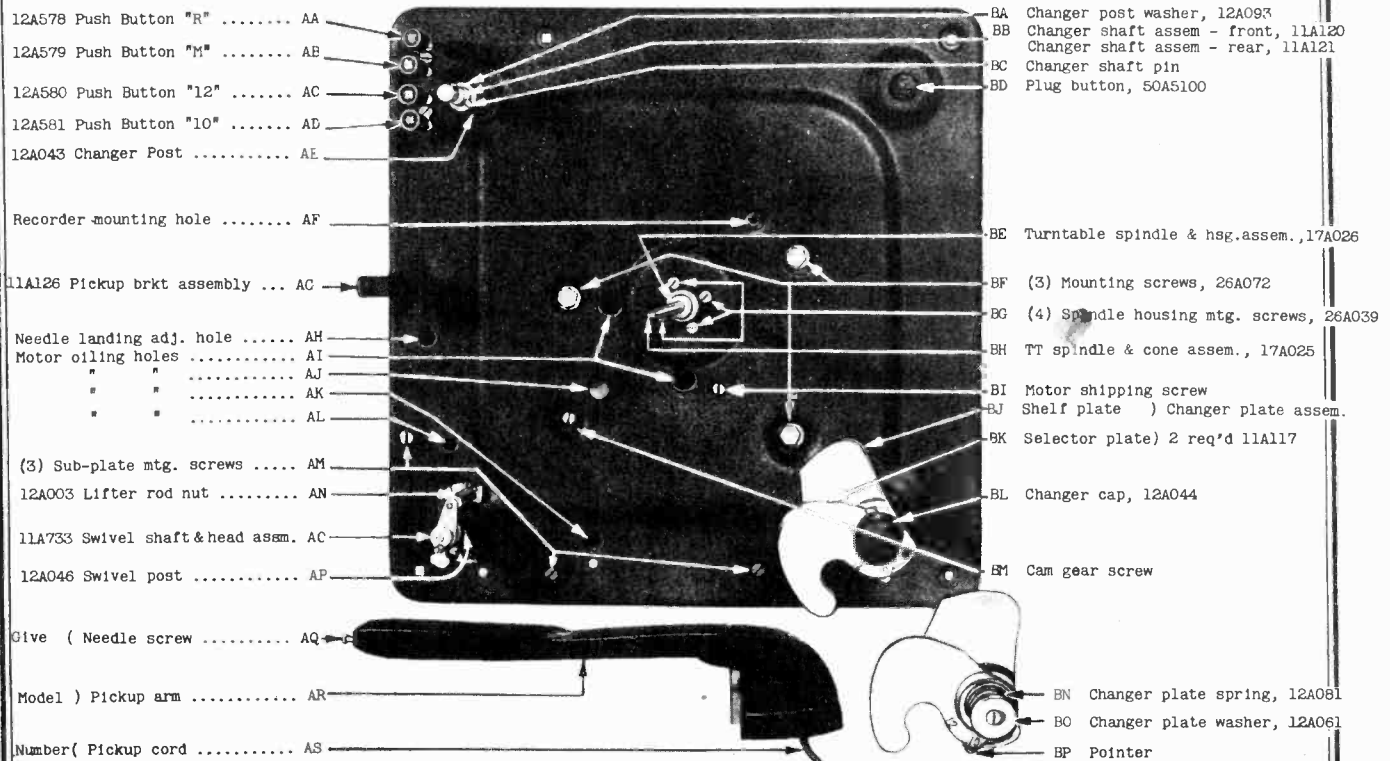 12A578 Push Button "R" ....... AA
12A579 Push Button "M" ....... AB
12A580 Push Button "12" ....... AC
12A581 Push Button "10" ....... AD
12A043 Changer Post ........... AE
Recorder mounting hole ........ AF
11A126 Pickup brkt assembly ... AG
Needle landing adj. hole ...... AH
Motor oiling holes ............ AI
" " ............. AJ
" " ............. AK
" " ............. AL
(3) Sub-plate mtg. screws ..... AM
12A003 Lifter rod nut ......... AN
11A733 Swivel shaft & head assm. AC
12A046 Swivel post ............ AP
Give ( Needle screw .......... AQ
Model ) Pickup arm ............ AR
Number( Pickup cord ........... AS
BA Changer post washer, 12A093
BB Changer shaft assem - front, 11A120
Changer shaft assem - rear, 11A121
BC Changer shaft pin
BD Plug button, 50A5100
BE Turntable spindle & hsg.assem.,17A026
BF (3) Mounting screws, 26A072
BG (4) Spindle housing mtg. screws, 26A039
BH TT spindle & cone assem., 17A025
BI Motor shipping screw
BJ Shelf plate ) Changer plate assem.
BK Selector plate) 2 req'd 11A117
BL Changer cap, 12A044
BM Cam gear screw
BN Changer plate spring, 12A081
BO Changer plate washer, 12A061
BP Pointer
12